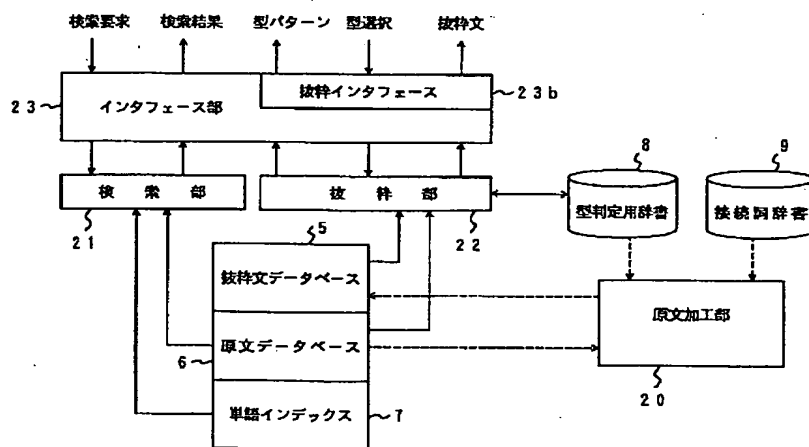 検索要求 検索結果 型パターン 型選択 抜粋文
インタフェース部 抜粋インタフェース
23 23b
検索部 抜粋部 型判定用辞書 接続詞辞書
8 9
21 22
5
抜粋文データベース
原文データベース 原文加工部
6
単語インデックス 7
20